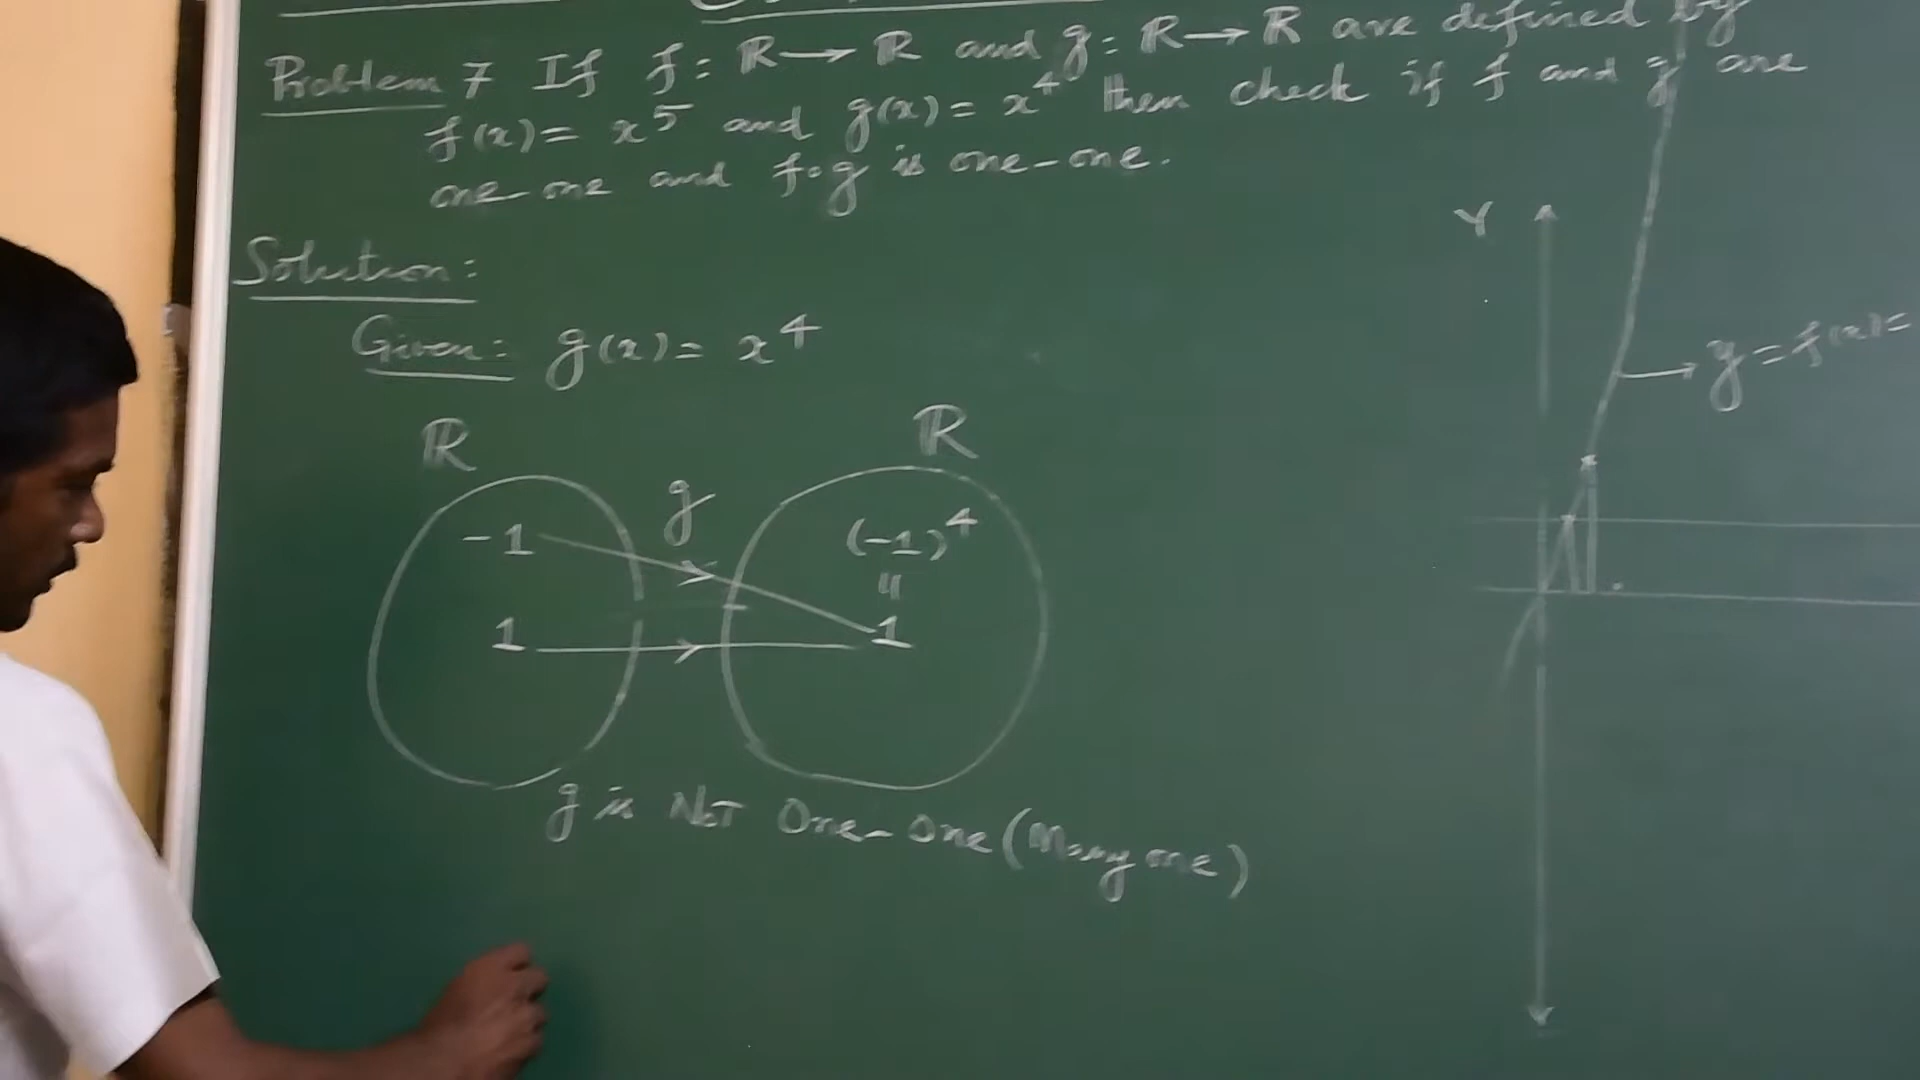 Problem 7 If f: ℝ → ℝ and g: ℝ → ℝ are defined by
f(x) = x⁵ and g(x) = x⁴ then check if f and g are
one-one and f∘g is one-one.
Solution:
Given: g(x) = x⁴
ℝ ℝ
g
-1 (-1)⁴
॥
1 1
g is NOT One-One (Many one)
Y
y = f(x) =